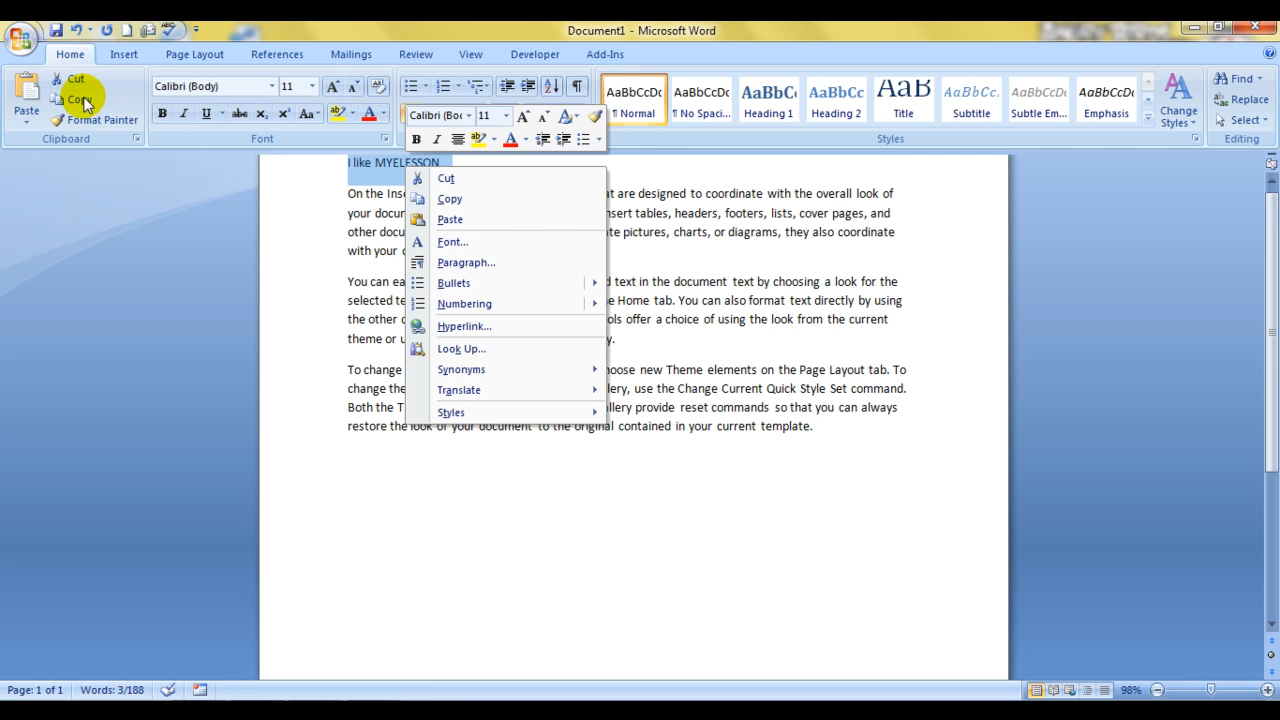 Document1 - Microsoft Word
Home Insert Page Layout References Mailings Review View Developer Add-Ins
Paste
Cut
Copy
Format Painter
Clipboard
Calibri (Body) 11
Font
Styles
AaBbCcDc AaBbCcDc AaBbCc AaBbCc AaB AaBbCc. AaBbCcDc AaBbCcDc
¶ Normal ¶ No Spaci... Heading 1 Heading 2 Title Subtitle Subtle Em... Emphasis
Change Styles
Find
Replace
Select
Editing
Calibri (Boc 11
I like MYELESSON
Cut
Copy
Paste
Font...
Paragraph...
Bullets
Numbering
Hyperlink...
Look Up...
Synonyms
Translate
Styles
On the Inse at are designed to coordinate with the overall look of
your docu nsert tables, headers, footers, lists, cover pages, and
other docu te pictures, charts, or diagrams, they also coordinate
with your
You can ea d text in the document text by choosing a look for the
selected te e Home tab. You can also format text directly by using
the other ols offer a choice of using the look from the current
theme or u y.
To change hoose new Theme elements on the Page Layout tab. To
change the lery, use the Change Current Quick Style Set command.
Both the T allery provide reset commands so that you can always
restore the look of your document to the original contained in your current template.
Page: 1 of 1 Words: 3/188 98%